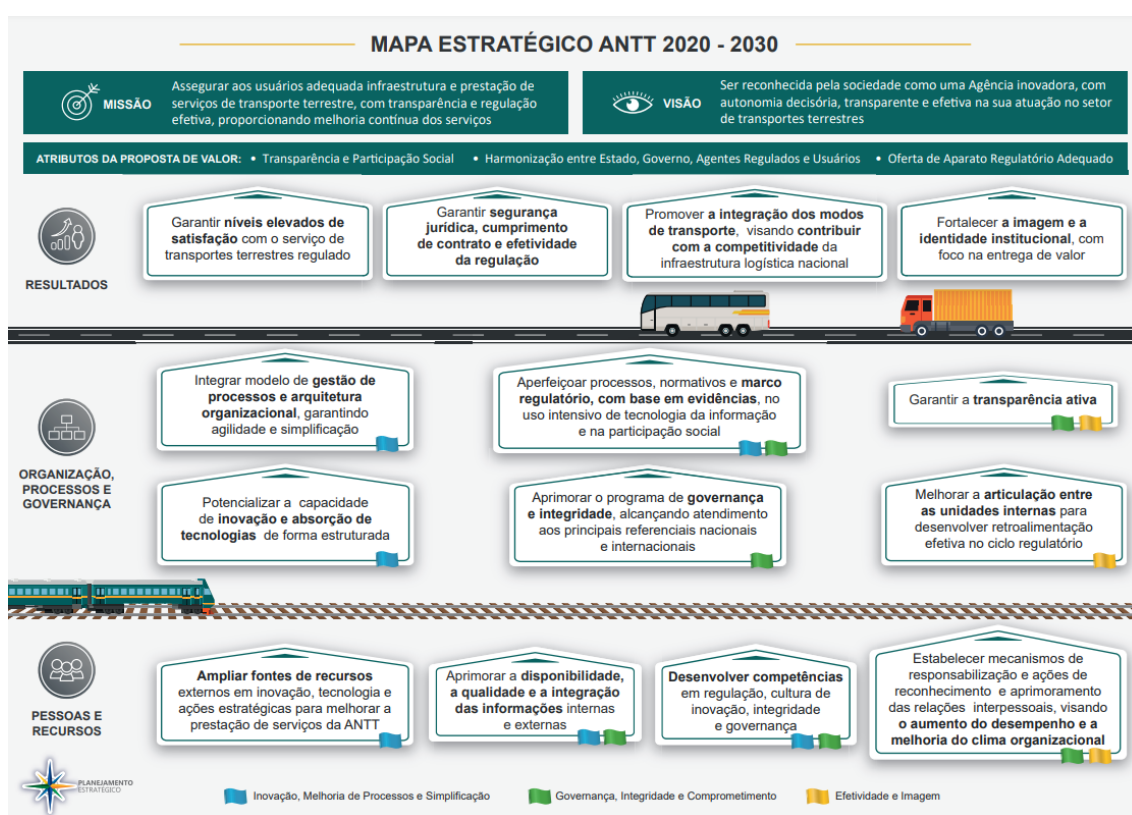 MAPA ESTRATÉGICO ANTT 2020 - 2030
MISSÃO
Assegurar aos usuários adequada infraestrutura e prestação de
serviços de transporte terrestre, com transparência e regulação
efetiva, proporcionando melhoria contínua dos serviços
VISÃO
Ser reconhecida pela sociedade como uma Agência inovadora, com
autonomia decisória, transparente e efetiva na sua atuação no setor
de transportes terrestres
ATRIBUTOS DA PROPOSTA DE VALOR: • Transparência e Participação Social • Harmonização entre Estado, Governo, Agentes Regulados e Usuários • Oferta de Aparato Regulatório Adequado
RESULTADOS
Garantir níveis elevados de
satisfação com o serviço de
transportes terrestres regulado
Garantir segurança
jurídica, cumprimento
de contrato e efetividade
da regulação
Promover a integração dos modos
de transporte, visando contribuir
com a competitividade da
infraestrutura logística nacional
Fortalecer a imagem e a
identidade institucional, com
foco na entrega de valor
ORGANIZAÇÃO,
PROCESSOS E
GOVERNANÇA
Integrar modelo de gestão de
processos e arquitetura
organizacional, garantindo
agilidade e simplificação
Aperfeiçoar processos, normativos e marco
regulatório, com base em evidências, no
uso intensivo de tecnologia da informação
e na participação social
Garantir a transparência ativa
Potencializar a capacidade
de inovação e absorção de
tecnologias de forma estruturada
Aprimorar o programa de governança
e integridade, alcançando atendimento
aos principais referenciais nacionais
e internacionais
Melhorar a articulação entre
as unidades internas para
desenvolver retroalimentação
efetiva no ciclo regulatório
PESSOAS E
RECURSOS
Ampliar fontes de recursos
externos em inovação, tecnologia e
ações estratégicas para melhorar a
prestação de serviços da ANTT
Aprimorar a disponibilidade,
a qualidade e a integração
das informações internas
e externas
Desenvolver competências
em regulação, cultura de
inovação, integridade
e governança
Estabelecer mecanismos de
responsabilização e ações de
reconhecimento e aprimoramento
das relações interpessoais, visando
o aumento do desempenho e a
melhoria do clima organizacional
PLANEJAMENTO
ESTRATÉGICO
Inovação, Melhoria de Processos e Simplificação
Governança, Integridade e Comprometimento
Efetividade e Imagem